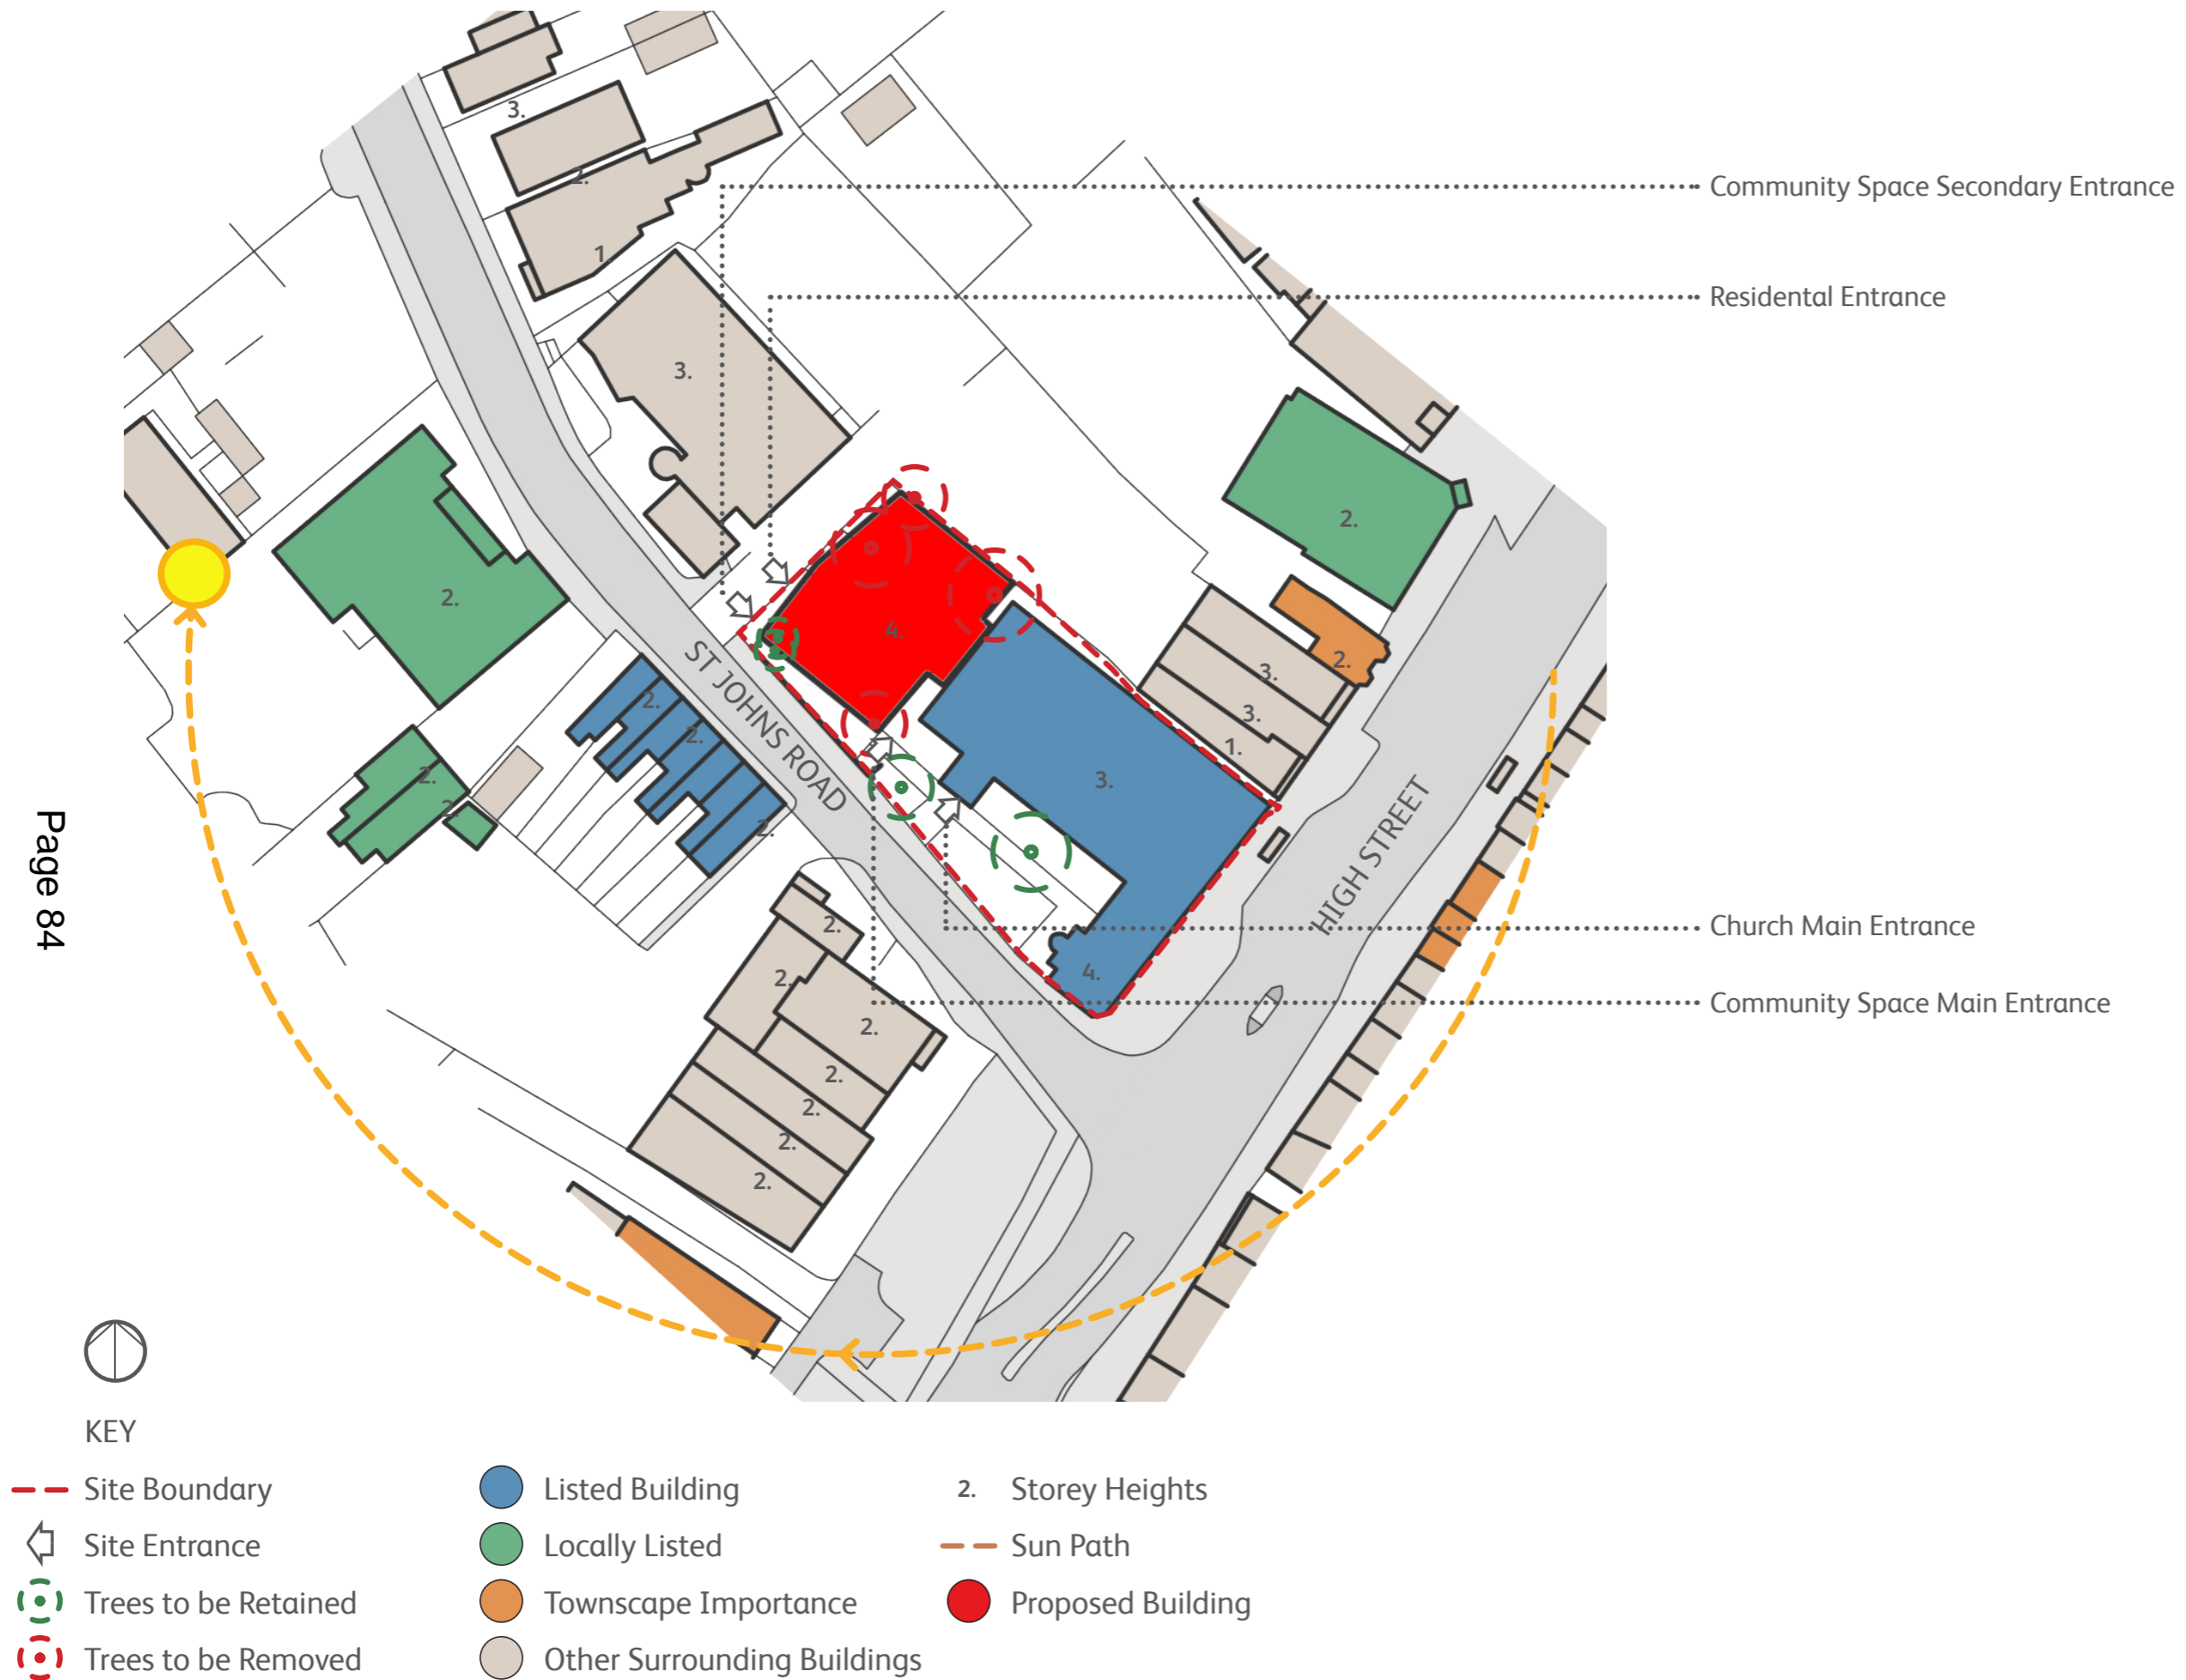 3.
2.
1
3.
2.
2.
2.
2.
2.
2.
2.
4.
3.
4.
2.
2.
3.
3.
1.
2.
2.
2.
2.
2.
2.
2.
ST JOHNS ROAD
HIGH STREET
Community Space Secondary Entrance
Residental Entrance
Church Main Entrance
Community Space Main Entrance
Page 84
KEY
Site Boundary
Site Entrance
Trees to be Retained
Trees to be Removed
Listed Building
Locally Listed
Townscape Importance
Other Surrounding Buildings
2. Storey Heights
Sun Path
Proposed Building